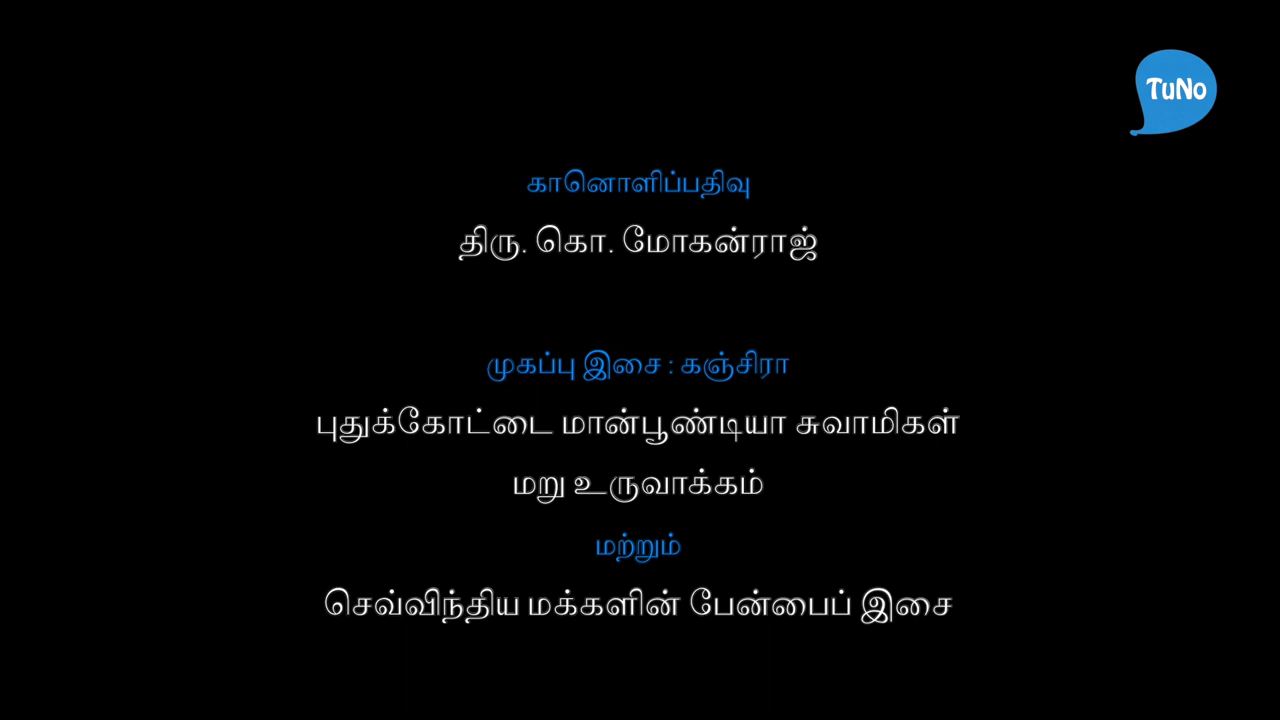 TuNo
கானொளிப்பதிவு
திரு. கொ. மோகன்ராஜ்
முகப்பு இசை : கஞ்சிரா
புதுக்கோட்டை மான்பூண்டியா சுவாமிகள்
மறு உருவாக்கம்
மற்றும்
செவ்விந்திய மக்களின் பேன்பைப் இசை